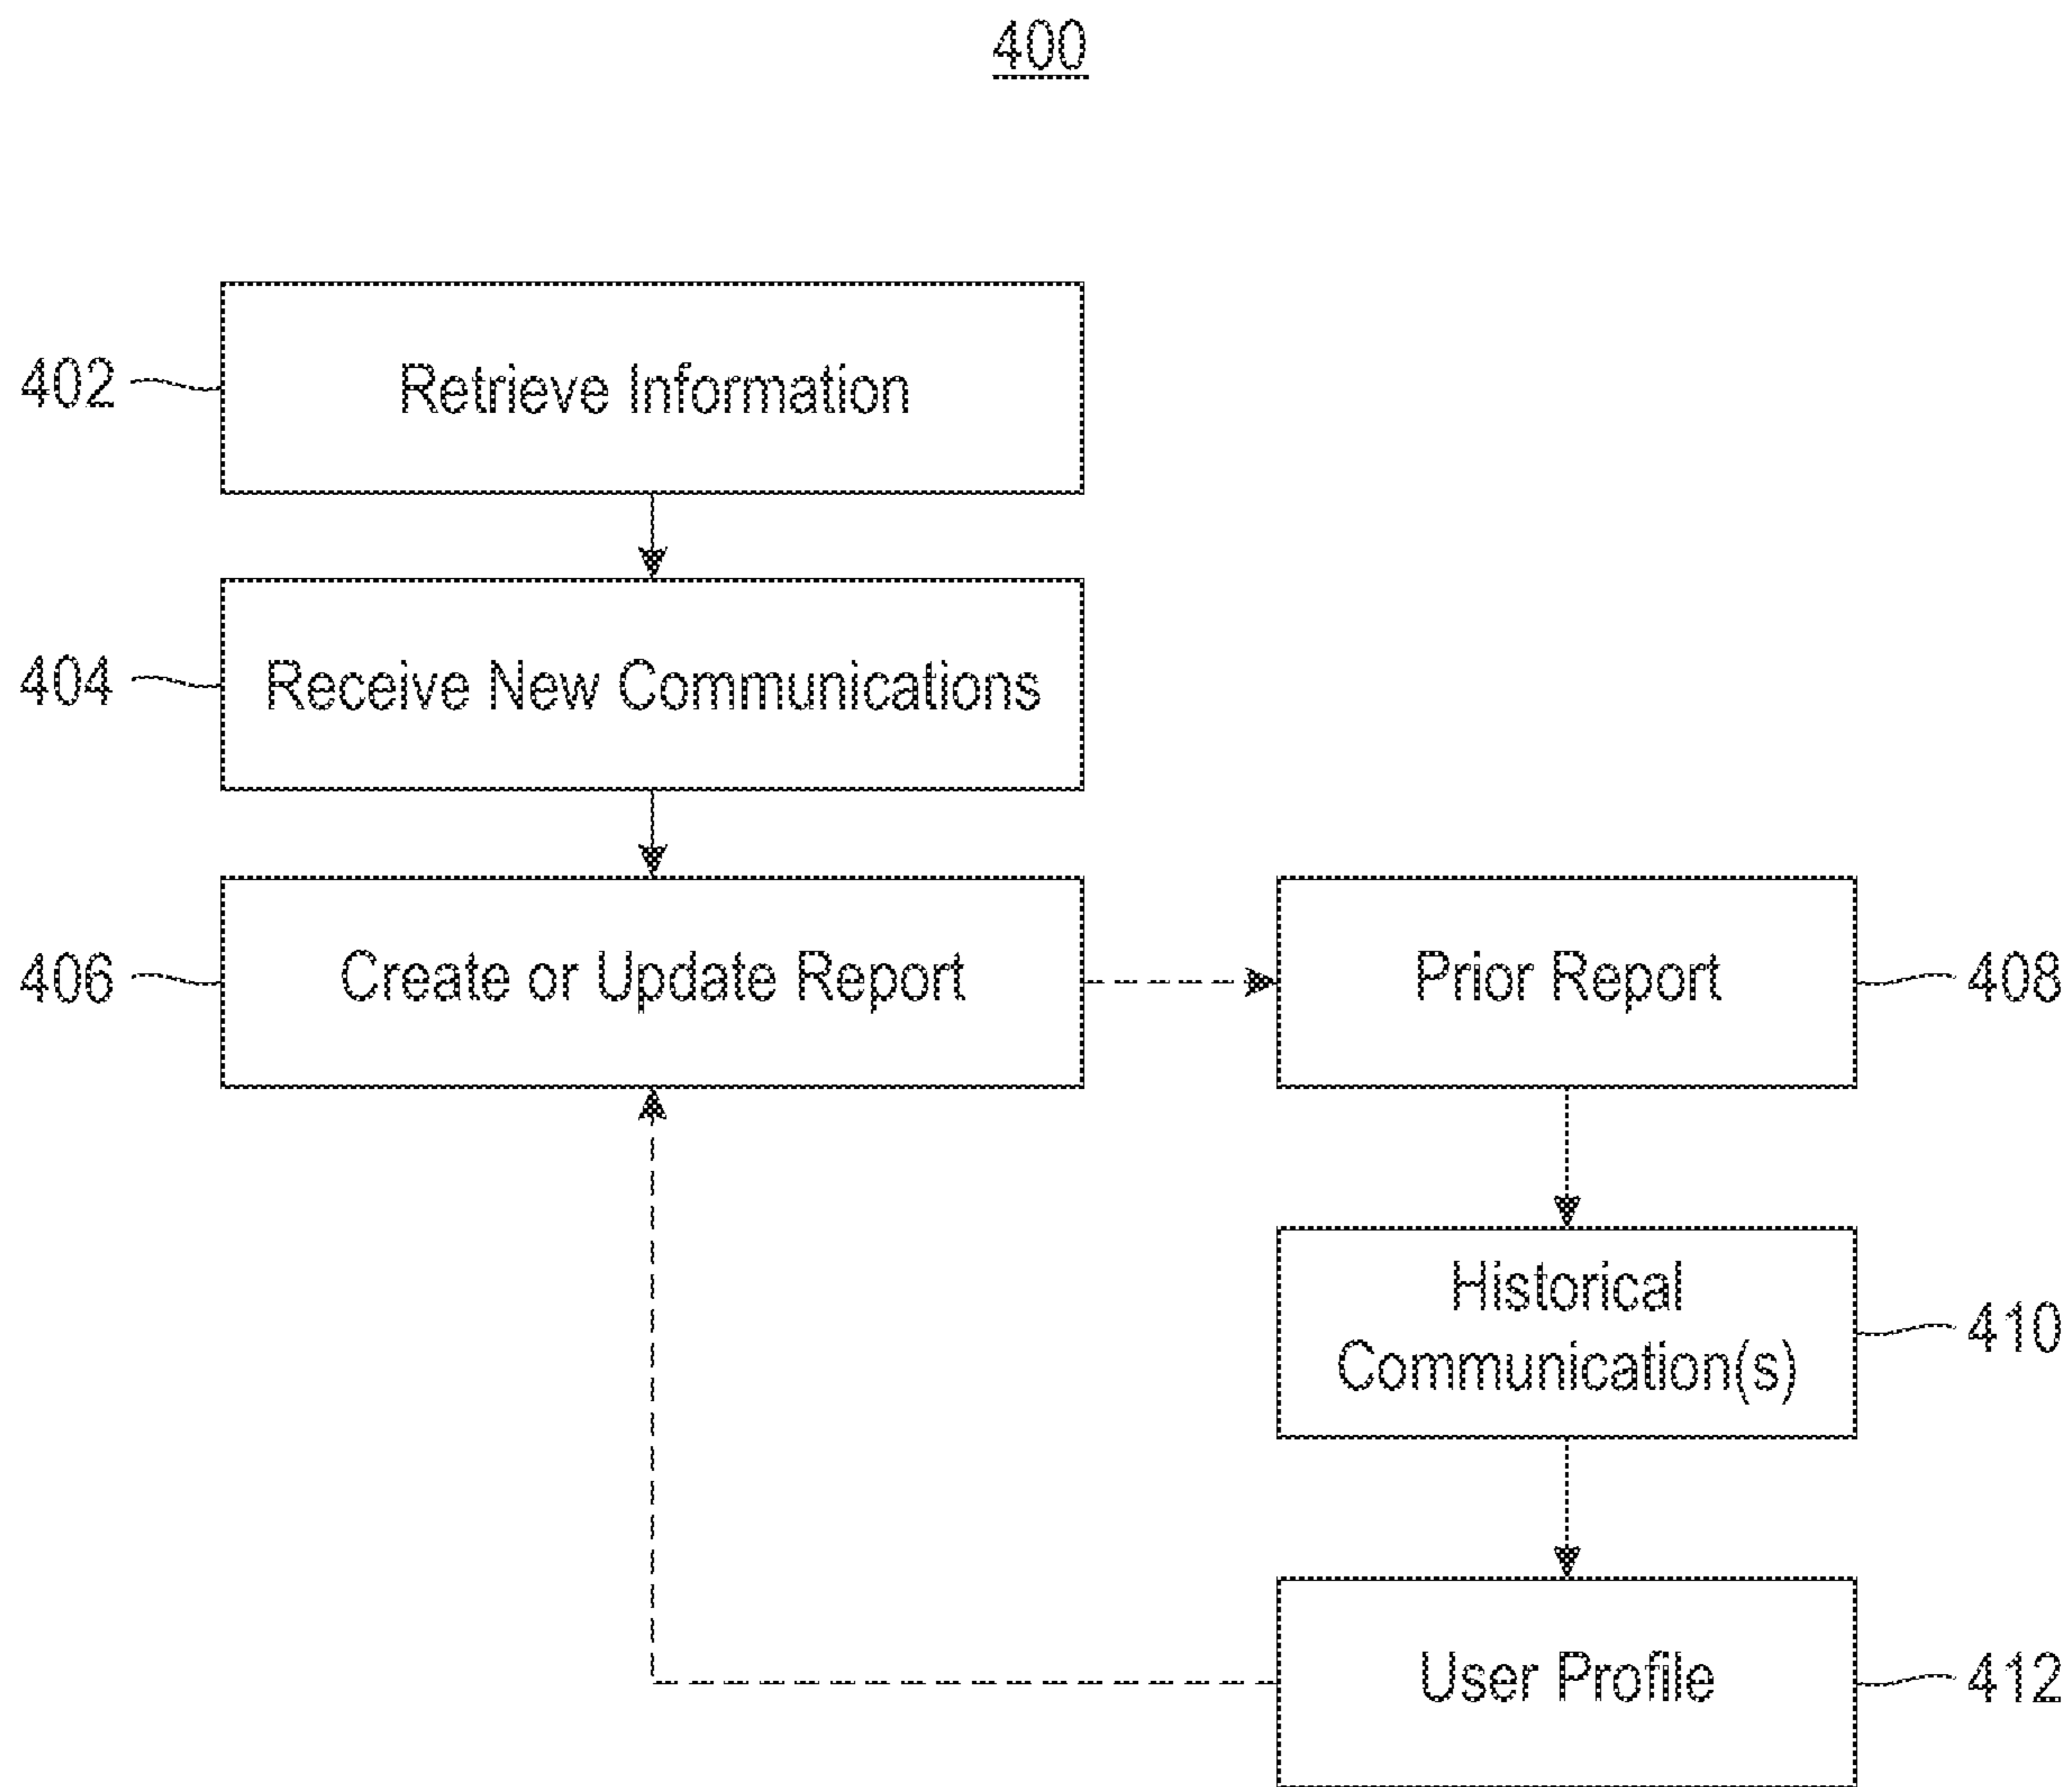 400
402
Retrieve Information
404
Receive New Communications
406
Create or Update Report
Prior Report
408
Historical
Communication(s)
410
User Profile
412